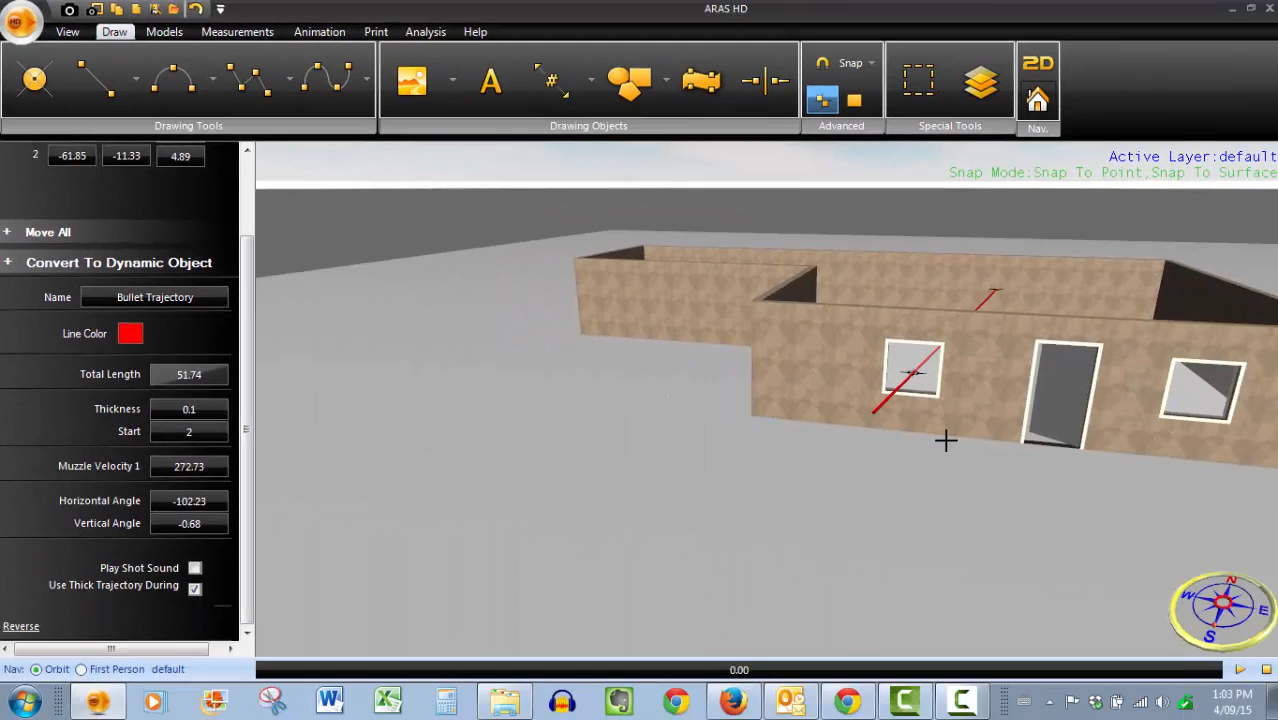 HD
ARAS HD
View Draw Models Measurements Animation Print Analysis Help
A # Snap 2D
Drawing Tools Drawing Objects Advanced Special Tools Nav.
2 -61.85 -11.33 4.89
Active Layer:default
Snap Mode:Snap To Point,Snap To Surface
+ Move All
+ Convert To Dynamic Object
Name Bullet Trajectory
Line Color
Total Length 51.74
Thickness 0.1
Start 2
Muzzle Velocity 1 272.73
Horizontal Angle -102.23
Vertical Angle -0.68
Play Shot Sound
Use Thick Trajectory During
Reverse
N
W E
S
Nav: Orbit First Person default 0.00
1:03 PM
4/09/15